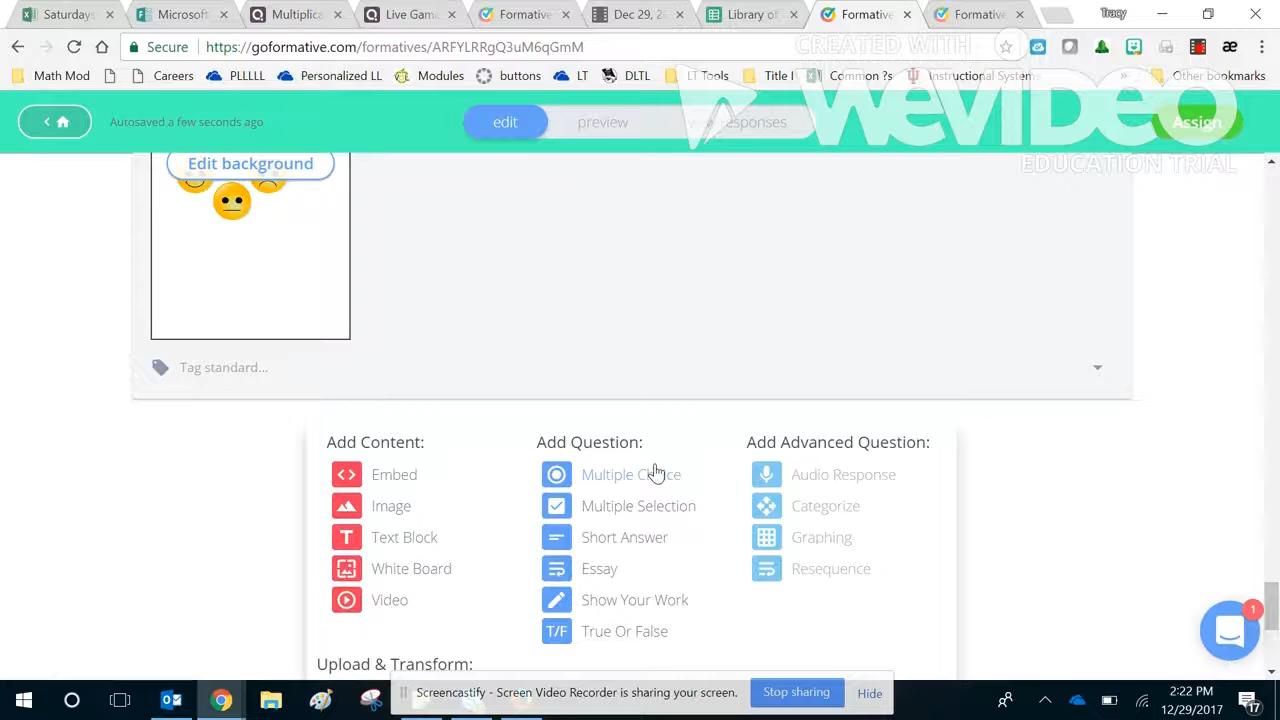 Saturdays
Microsoft
Multiplica
Live Gam
Formative
Dec 29, 2
Library of
Formative
Formative
Tracy
Secure
https://goformative.com/formatives/ARFYLRRgQ3uM6qGmM
CREATED WITH
WEVIDEO
EDUCATION TRIAL
Math Mod
Careers
PLLLLL
Personalized LL
Modules
buttons
LT
DLTL
LT Tools
Title I
Common ?s
Instructional Systems
»
Other bookmarks
Autosaved a few seconds ago
edit
preview
responses
Assign
Edit background
Tag standard...
Add Content:
Add Question:
Add Advanced Question:
Embed
Multiple Choice
Audio Response
Image
Multiple Selection
Categorize
Text Block
Short Answer
Graphing
White Board
Essay
Resequence
Video
Show Your Work
T/F True Or False
1
Upload & Transform:
Screencastify - Screen Video Recorder is sharing your screen.
Stop sharing
Hide
2:22 PM
12/29/2017
17